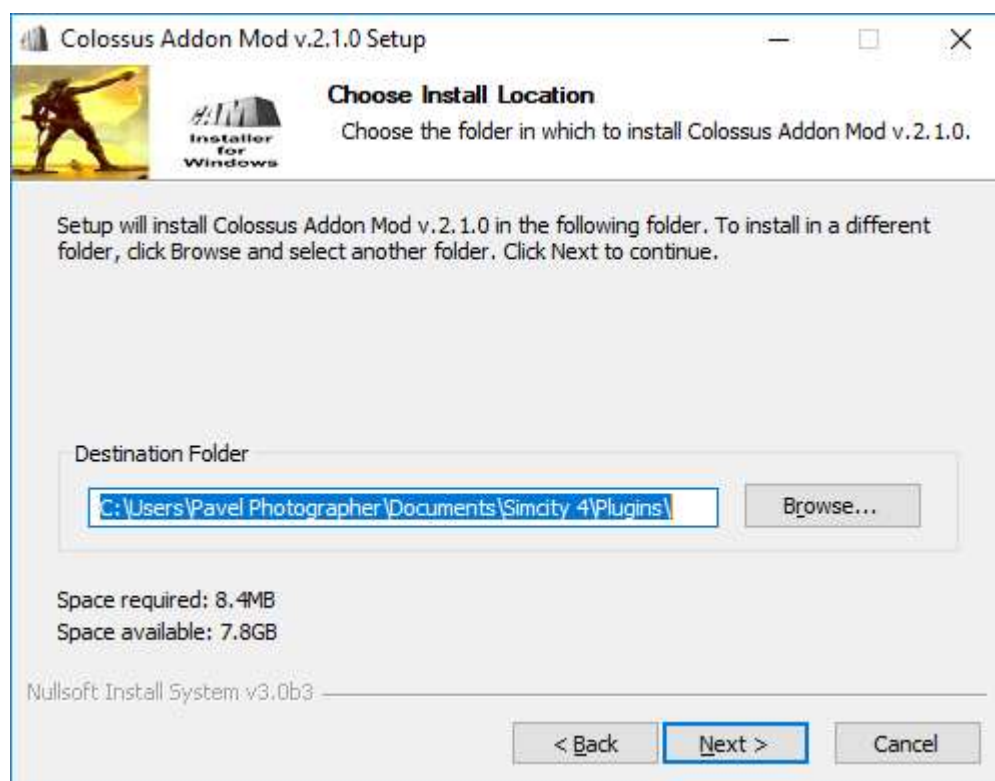 Colossus Addon Mod v.2.1.0 Setup
CAM
Installer
for
Windows
Choose Install Location
Choose the folder in which to install Colossus Addon Mod v.2.1.0.
Setup will install Colossus Addon Mod v.2.1.0 in the following folder. To install in a different
folder, click Browse and select another folder. Click Next to continue.
Destination Folder
C:\Users\Pavel Photographer\Documents\Simcity 4\Plugins\
Browse...
Space required: 8.4MB
Space available: 7.8GB
Nullsoft Install System v3.0b3
< Back
Next >
Cancel